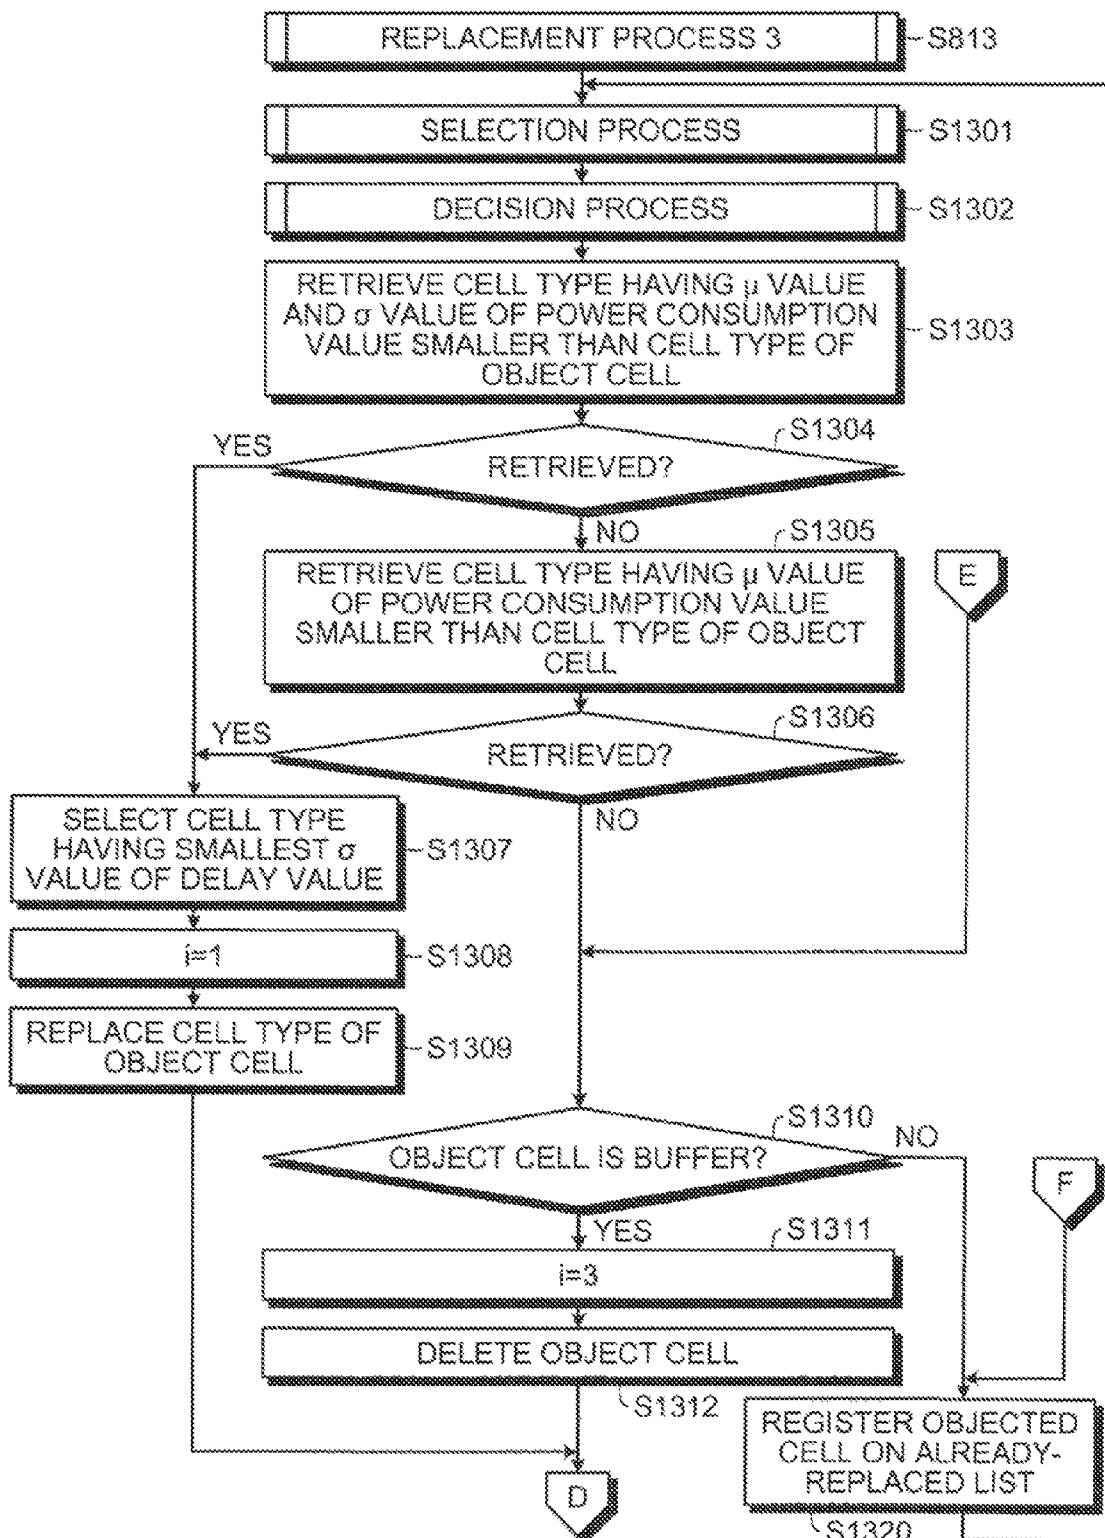 REPLACEMENT PROCESS 3
S813
SELECTION PROCESS
S1301
DECISION PROCESS
S1302
RETRIEVE CELL TYPE HAVING μ VALUE
AND σ VALUE OF POWER CONSUMPTION
VALUE SMALLER THAN CELL TYPE OF
OBJECT CELL
S1303
S1304
YES
RETRIEVED?
NO
S1305
RETRIEVE CELL TYPE HAVING μ VALUE
OF POWER CONSUMPTION VALUE
SMALLER THAN CELL TYPE OF OBJECT
CELL
E
S1306
YES
RETRIEVED?
NO
SELECT CELL TYPE
HAVING SMALLEST σ
VALUE OF DELAY VALUE
S1307
i=1
S1308
REPLACE CELL TYPE OF
OBJECT CELL
S1309
S1310
OBJECT CELL IS BUFFER?
NO
F
YES
S1311
i=3
DELETE OBJECT CELL
S1312
REGISTER OBJECTED
CELL ON ALREADY-
REPLACED LIST
D
S1320